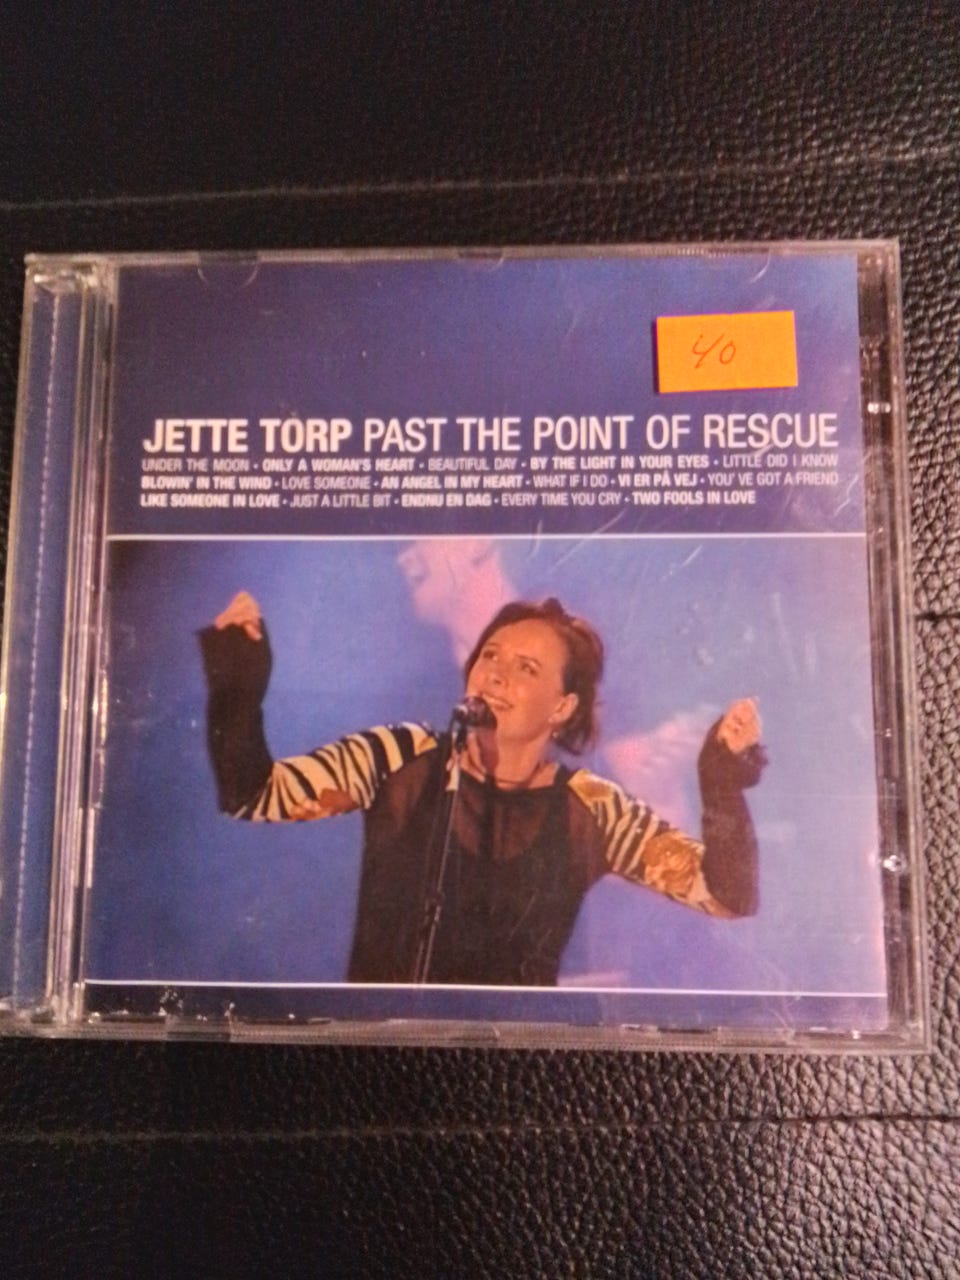 40
JETTE TORP PAST THE POINT OF RESCUE
UNDER THE MOON • ONLY A WOMAN'S HEART • BEAUTIFUL DAY • BY THE LIGHT IN YOUR EYES • LITTLE DID I KNOW
BLOWIN' IN THE WIND • LOVE SOMEONE • AN ANGEL IN MY HEART • WHAT IF I DO • VI ER PÅ VEJ • YOU' VE GOT A FRIEND
LIKE SOMEONE IN LOVE • JUST A LITTLE BIT • ENDNU EN DAG • EVERY TIME YOU CRY • TWO FOOLS IN LOVE